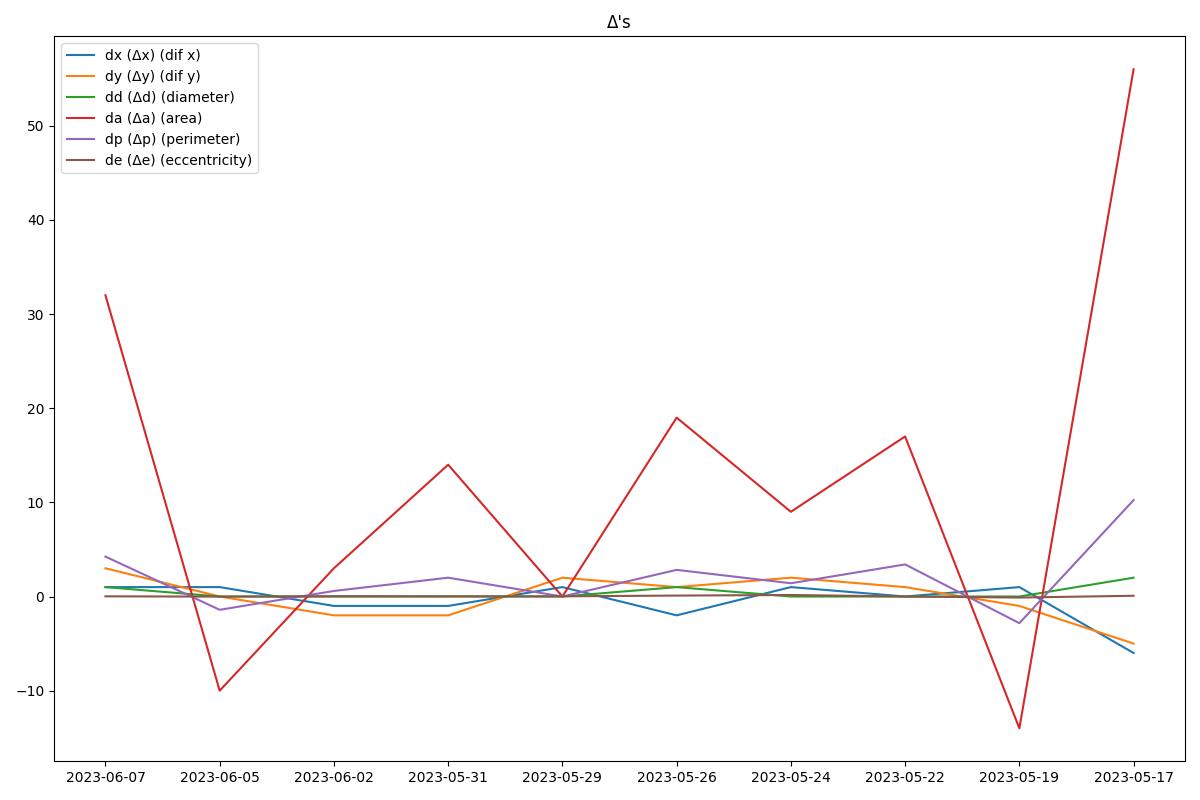 Δ's
dx (Δx) (dif x)
dy (Δy) (dif y)
dd (Δd) (diameter)
da (Δa) (area)
dp (Δp) (perimeter)
de (Δe) (eccentricity)
50
40
30
20
10
0
−10
2023-06-07 2023-06-05 2023-06-02 2023-05-31 2023-05-29 2023-05-26 2023-05-24 2023-05-22 2023-05-19 2023-05-17